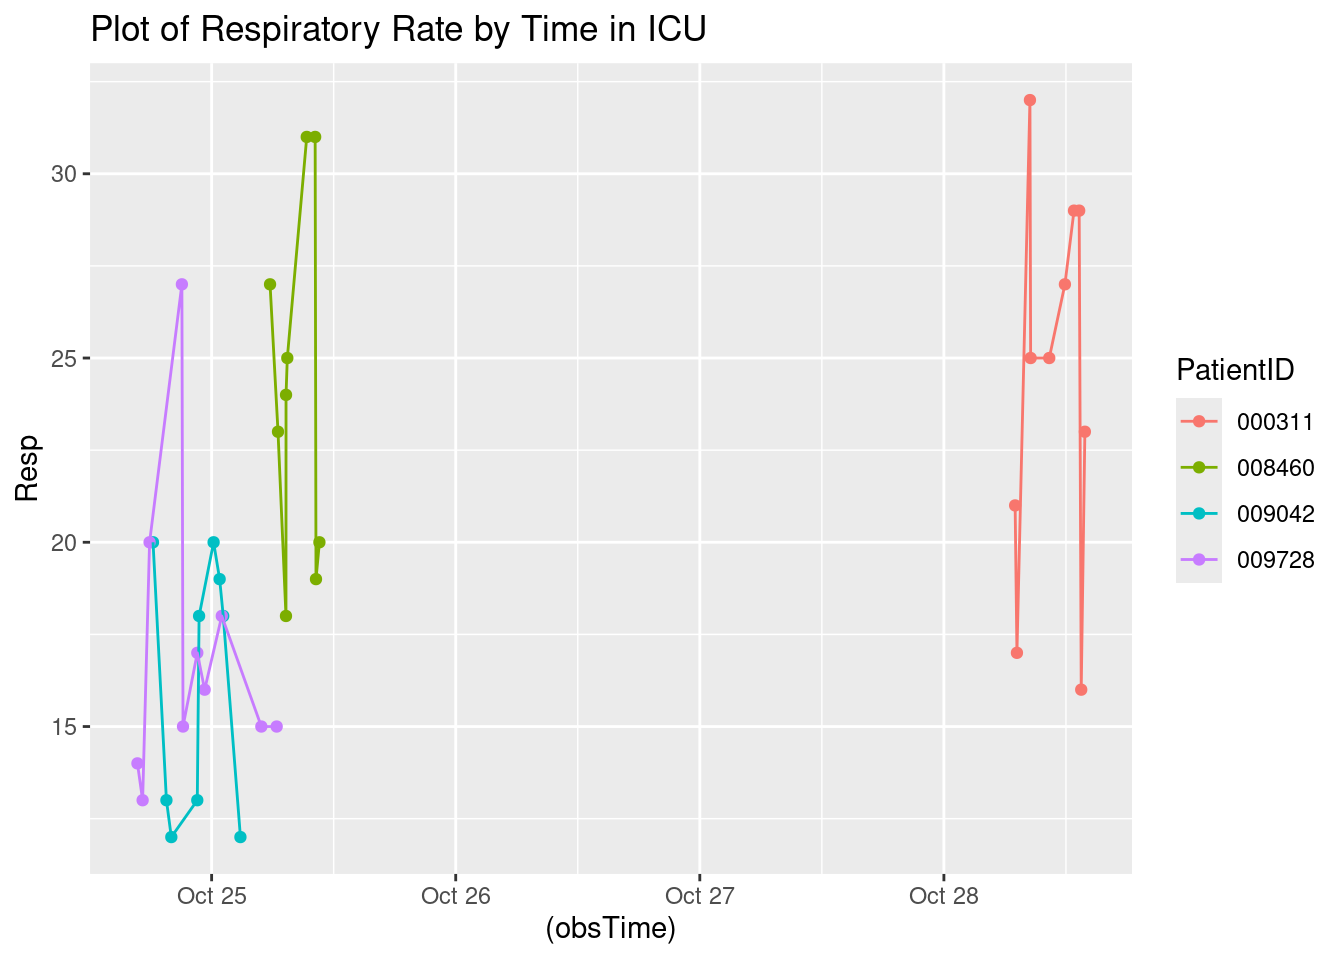 Plot of Respiratory Rate by Time in ICU
Resp
30
25
20
15
Oct 25
Oct 26
Oct 27
Oct 28
(obsTime)
PatientID
000311
008460
009042
009728